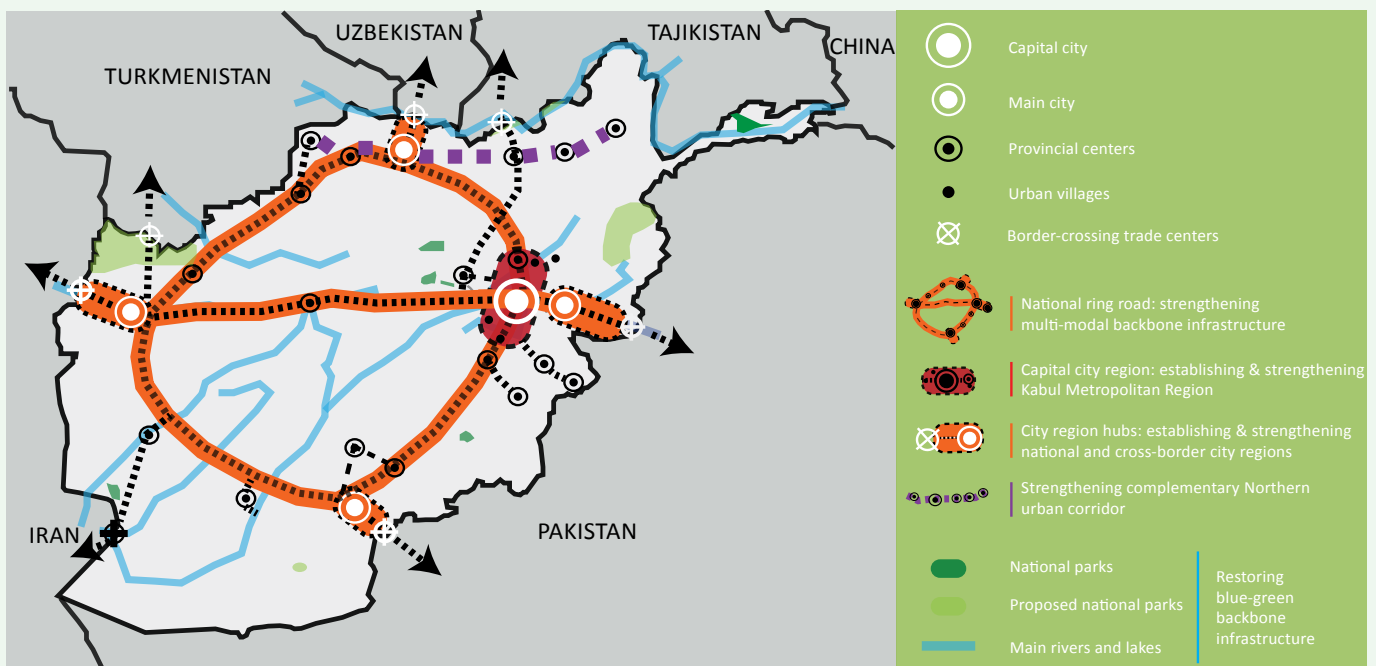 UZBEKISTAN
TAJIKISTAN
CHINA
TURKMENISTAN
IRAN
PAKISTAN
Capital city
Main city
Provincial centers
Urban villages
Border-crossing trade centers
National ring road: strengthening
multi-modal backbone infrastructure
Capital city region: establishing & strengthening
Kabul Metropolitan Region
City region hubs: establishing & strengthening
national and cross-border city regions
Strengthening complementary Northern
urban corridor
National parks
Proposed national parks
Main rivers and lakes
Restoring
blue-green
backbone
infrastructure